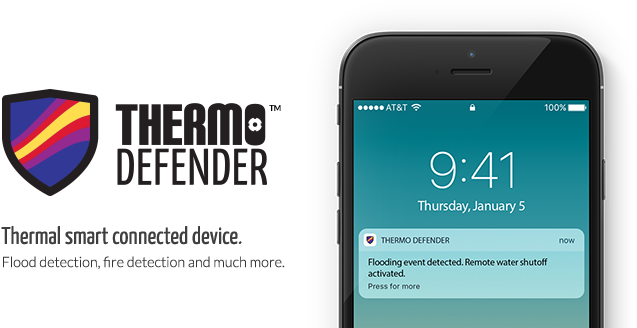 THERMO™
DEFENDER
Thermal smart connected device.
Flood detection, fire detection and much more.
AT&T 100%
9:41
Thursday, January 5
THERMO DEFENDER now
Flooding event detected. Remote water shutoff
activated.
Press for more